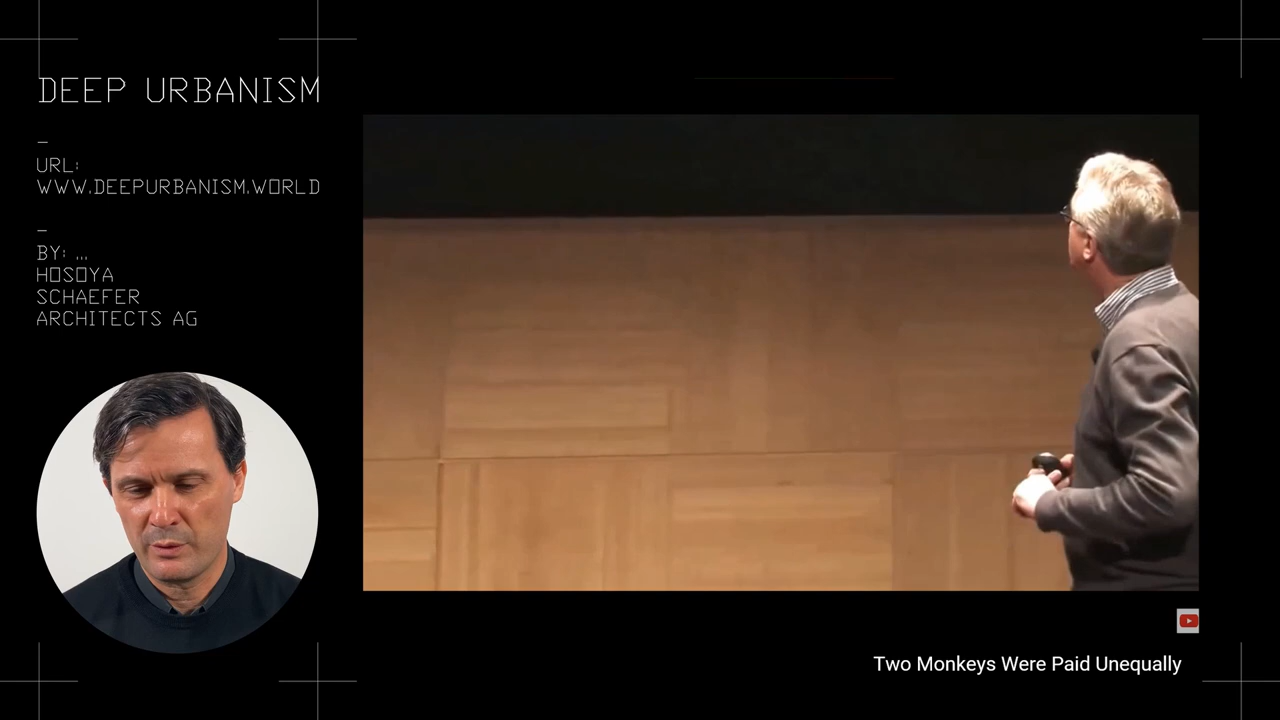 DEEP URBANISM
–
URL:
WWW.DEEPURBANISM.WORLD
–
BY: ...
HOSOYA
SCHAEFER
ARCHITECTS AG
Two Monkeys Were Paid Unequally